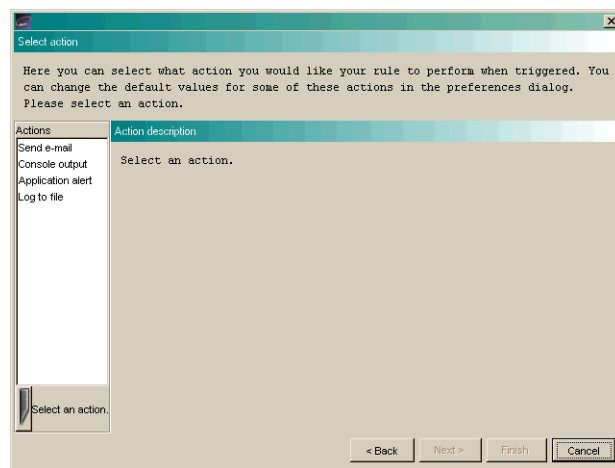 Select action
Here you can select what action you would like your rule to perform when triggered. You
can change the default values for some of these actions in the preferences dialog.
Please select an action.
Actions
Action description
Send e-mail
Console output
Application alert
Log to file
Select an action.
Select an action.
< Back
Next >
Finish
Cancel